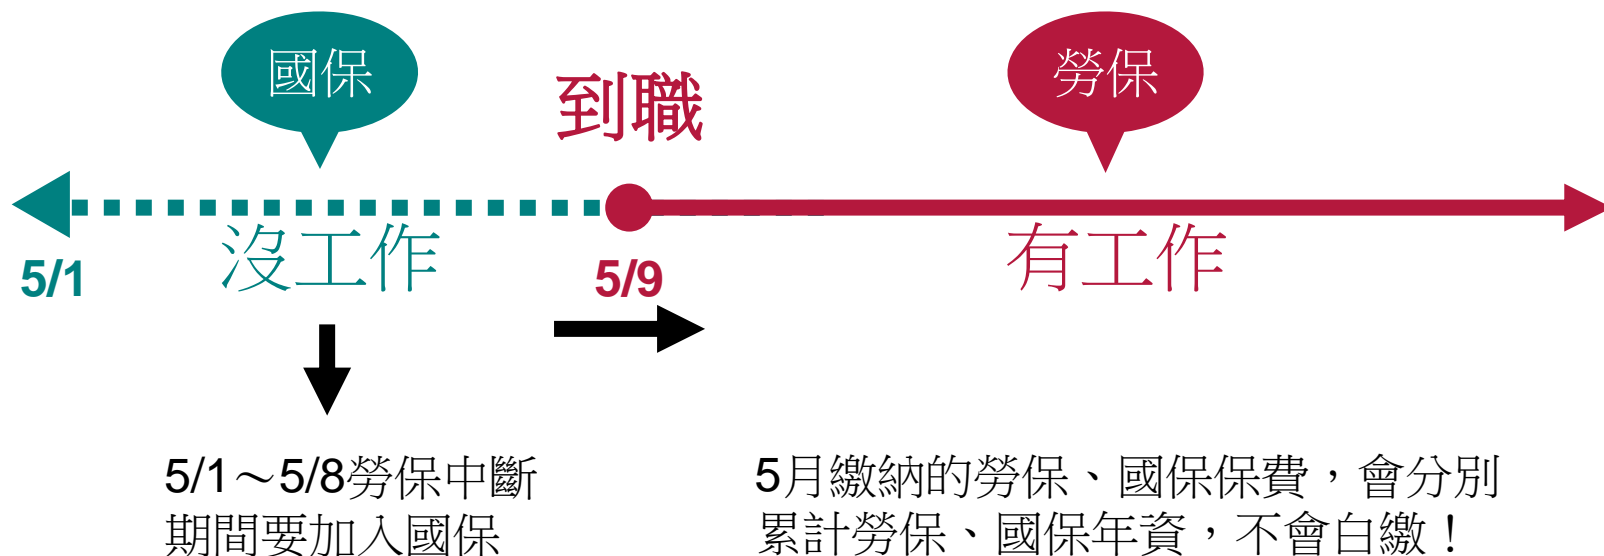 國保
到職
勞保
沒工作
有工作
5/1
5/9
5/1～5/8勞保中斷
期間要加入國保
5月繳納的勞保、國保保費，會分別
累計勞保、國保年資，不會白繳！